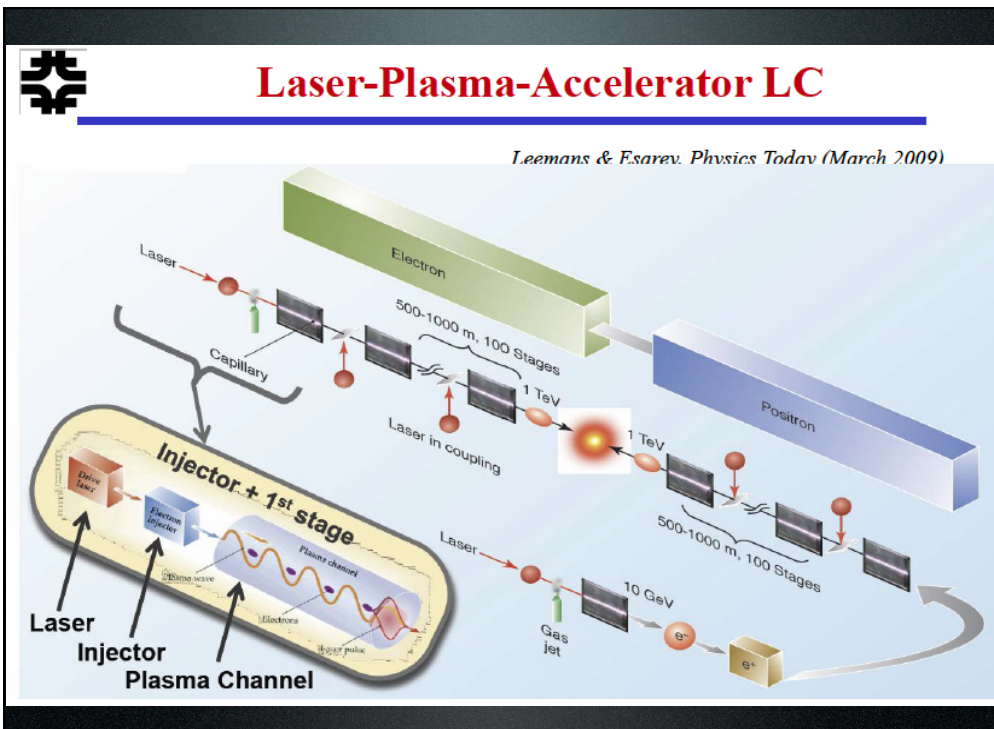 Laser-Plasma-Accelerator LC
Leemans & Esarey, Physics Today (March 2009)
Electron
Positron
Laser
Capillary
500-1000 m, 100 Stages
1 TeV
Laser in coupling
1 TeV
500-1000 m, 100 Stages
Injector + 1st stage
Drive
laser
Electron
injector
Plasma channel
Plasma wave
Electrons
Laser pulse
Laser
Injector
Plasma Channel
Laser
Gas
jet
10 GeV
e-
e+